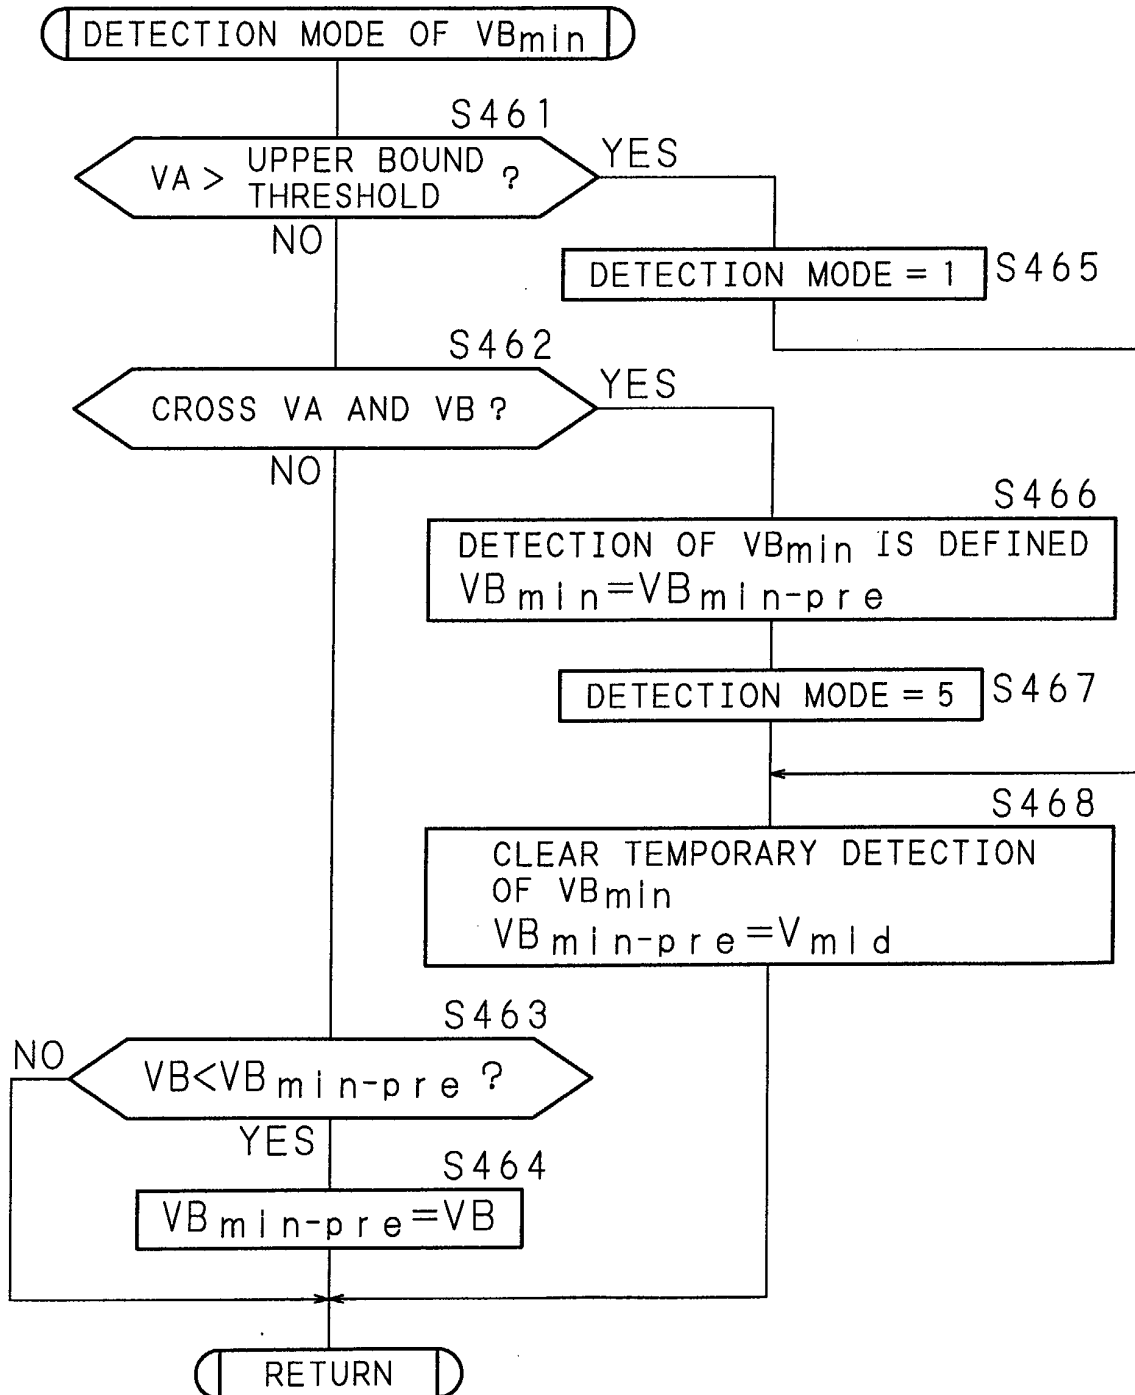 DETECTION MODE OF VBmin
S461
VA > UPPER BOUND THRESHOLD ?
YES
NO
DETECTION MODE = 1
S465
S462
CROSS VA AND VB ?
YES
NO
S466
DETECTION OF VBmin IS DEFINED
VBmin=VBmin-pre
DETECTION MODE = 5
S467
S468
CLEAR TEMPORARY DETECTION
OF VBmin
VBmin-pre=Vmid
S463
NO
VB<VBmin-pre ?
YES
S464
VBmin-pre=VB
RETURN